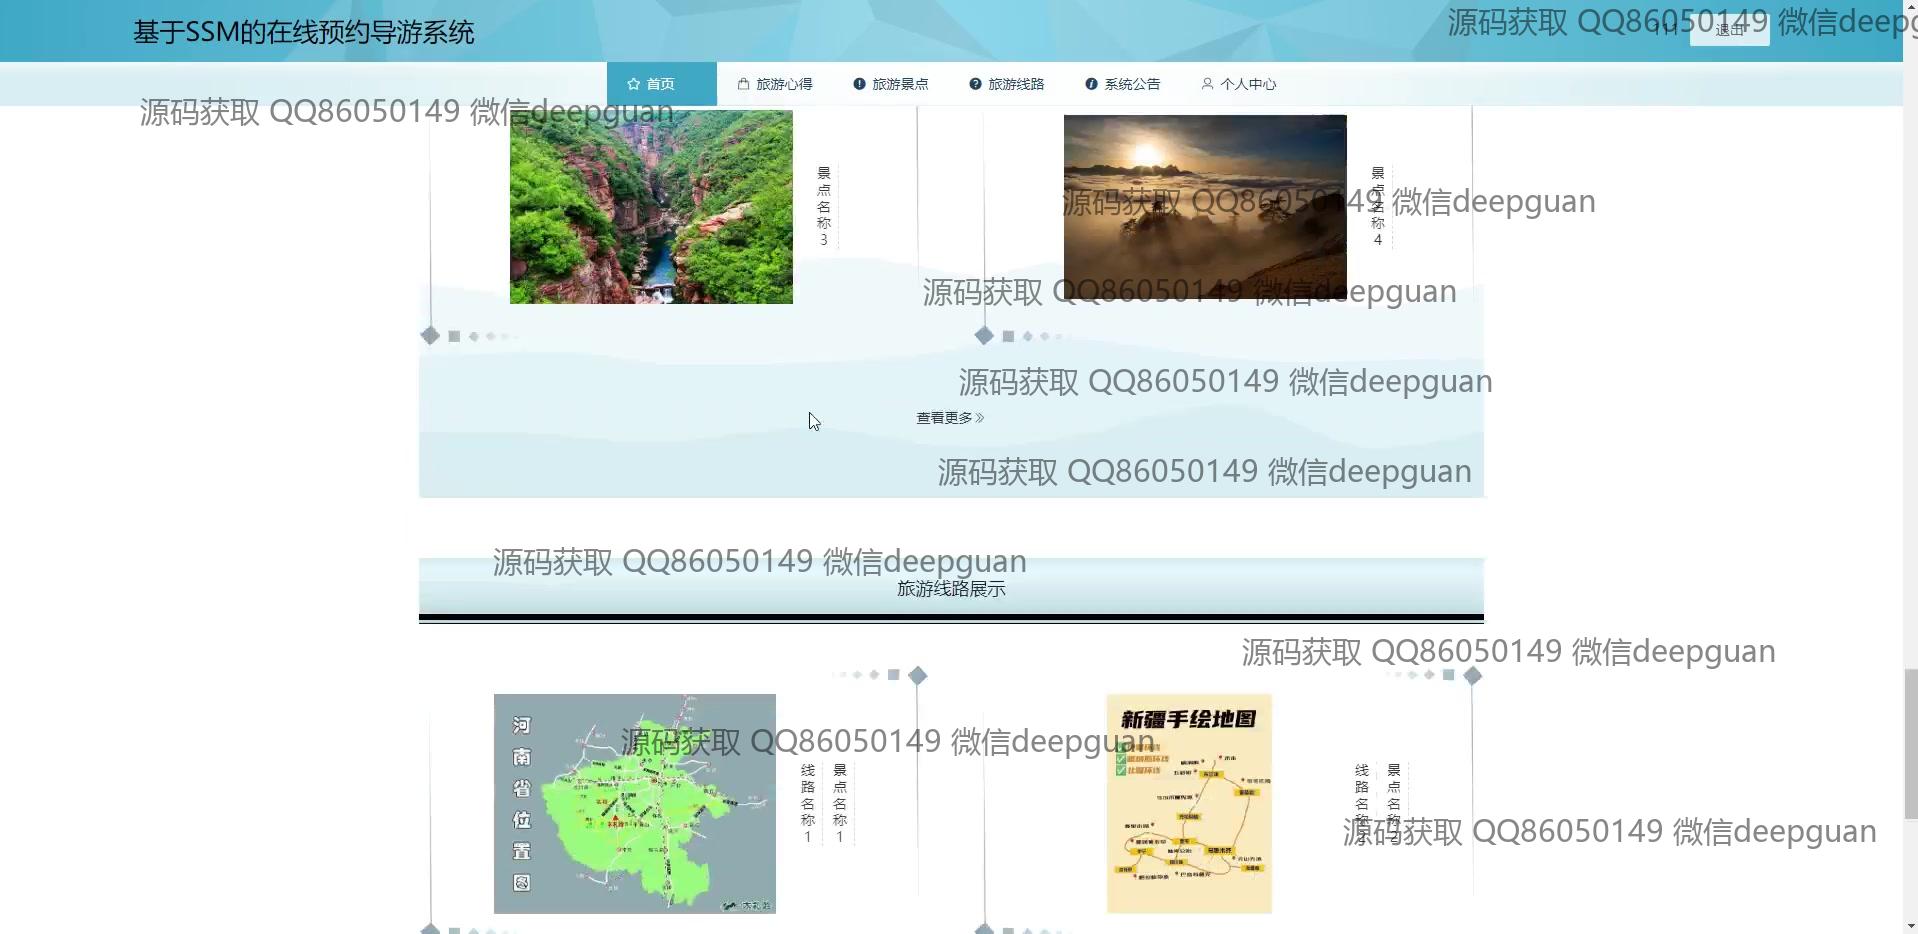 基于SSM的在线预约导游系统
源码获取 QQ86050149 微信deepg
111
退出
首页
旅游心得
旅游景点
旅游线路
系统公告
个人中心
源码获取 QQ86050149 微信deepguan
景点名称3
景点名称4
源码获取 QQ86050149 微信deepguan
源码获取 QQ86050149 微信deepguan
源码获取 QQ86050149 微信deepguan
查看更多
源码获取 QQ86050149 微信deepguan
源码获取 QQ86050149 微信deepguan
旅游线路展示
源码获取 QQ86050149 微信deepguan
河南省位置图
新疆手绘地图
源码获取 QQ86050149 微信deepguan
线路名称1
景点名称1
线路名称
景点名称
源码获取 QQ86050149 微信deepguan